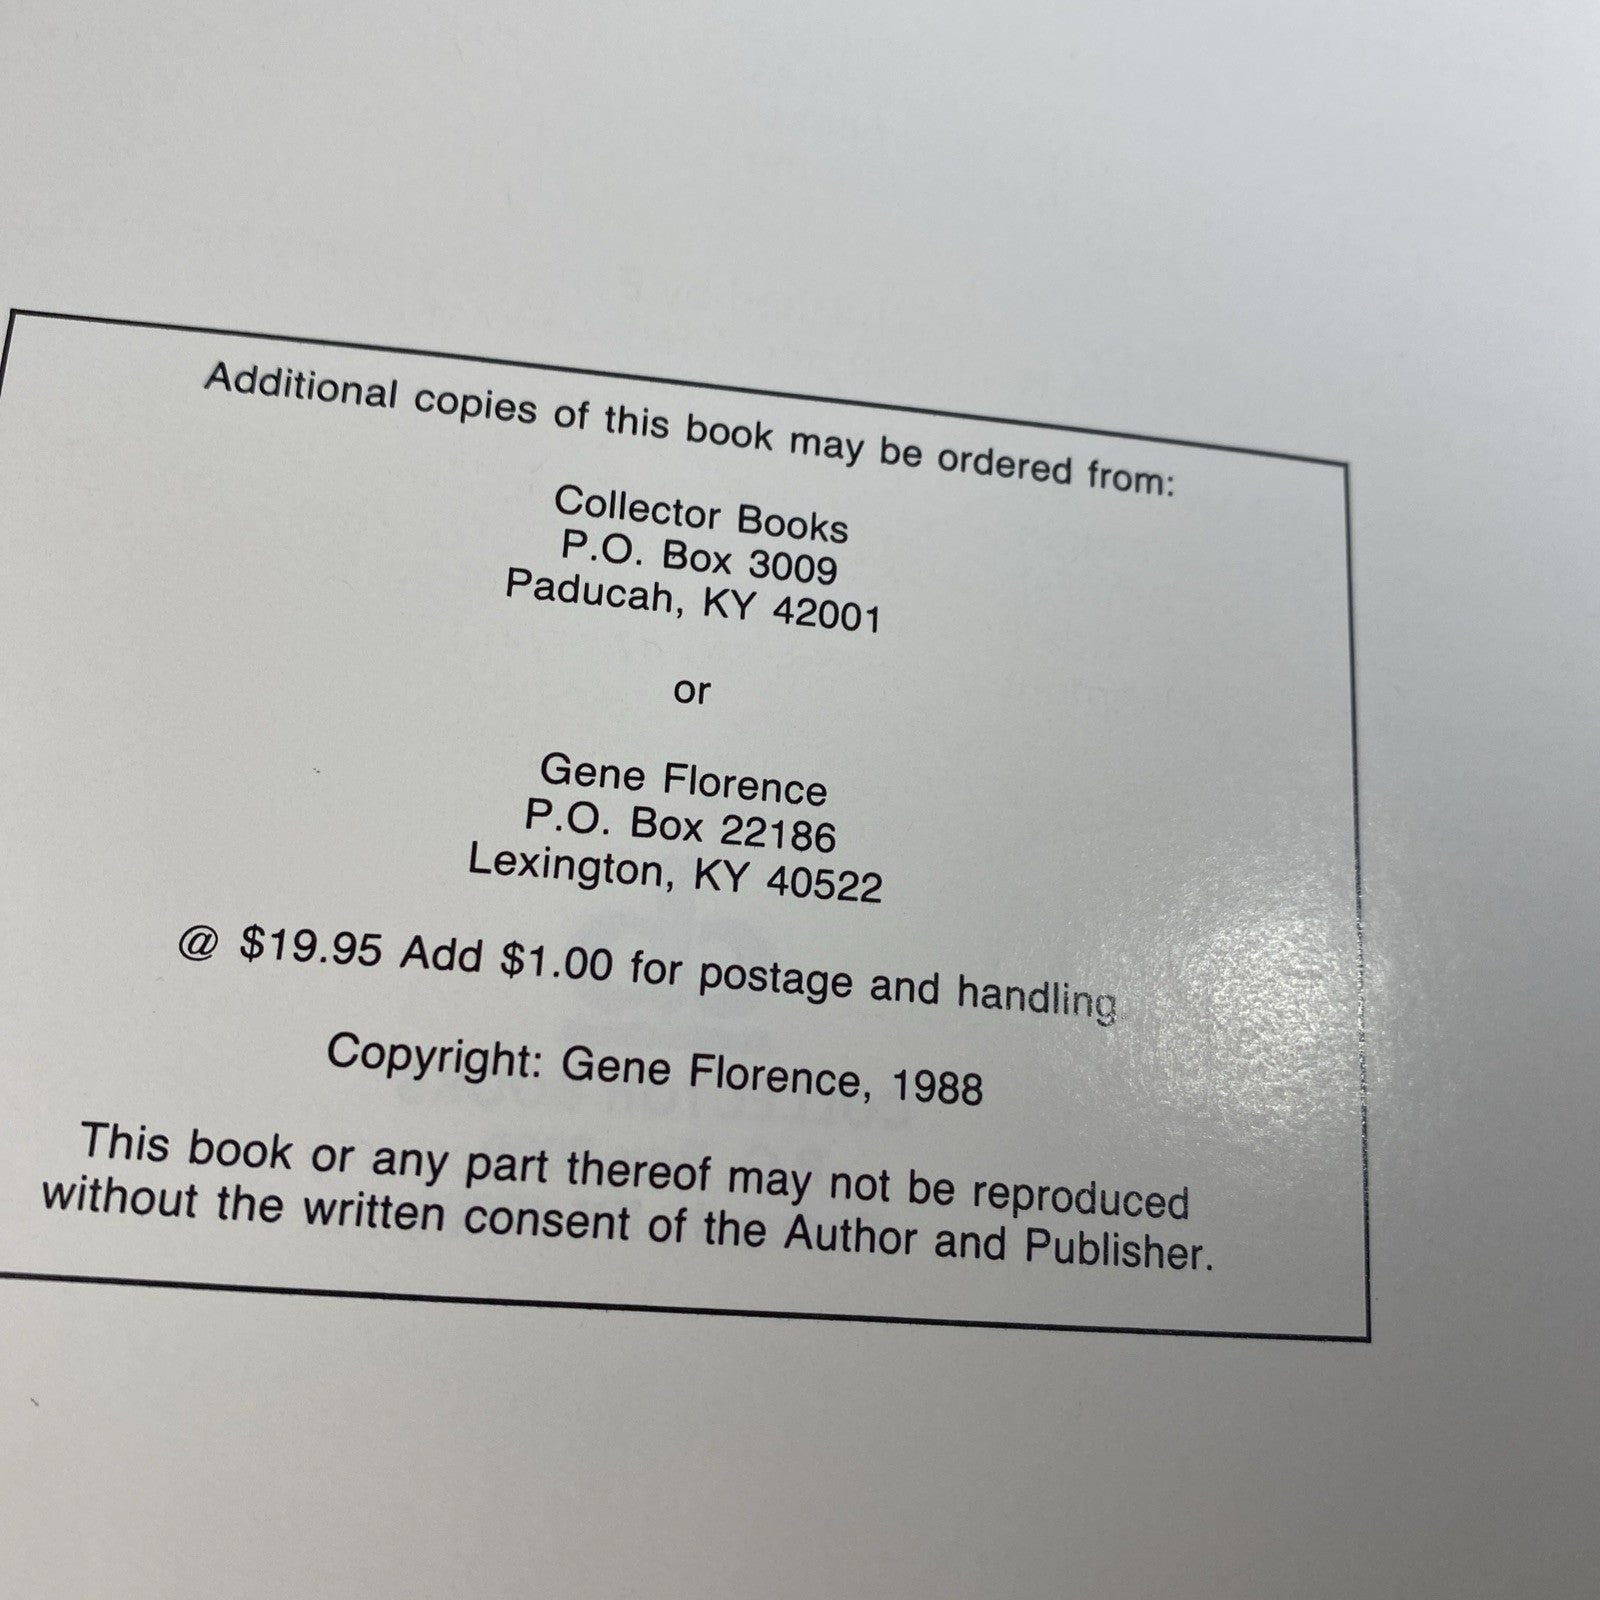 Additional copies of this book may be ordered from:
Collector Books
P.O. Box 3009
Paducah, KY 42001
or
Gene Florence
P.O. Box 22186
Lexington, KY 40522
@ $19.95 Add $1.00 for postage and handling.
Copyright: Gene Florence, 1988
This book or any part thereof may not be reproduced
without the written consent of the Author and Publisher.